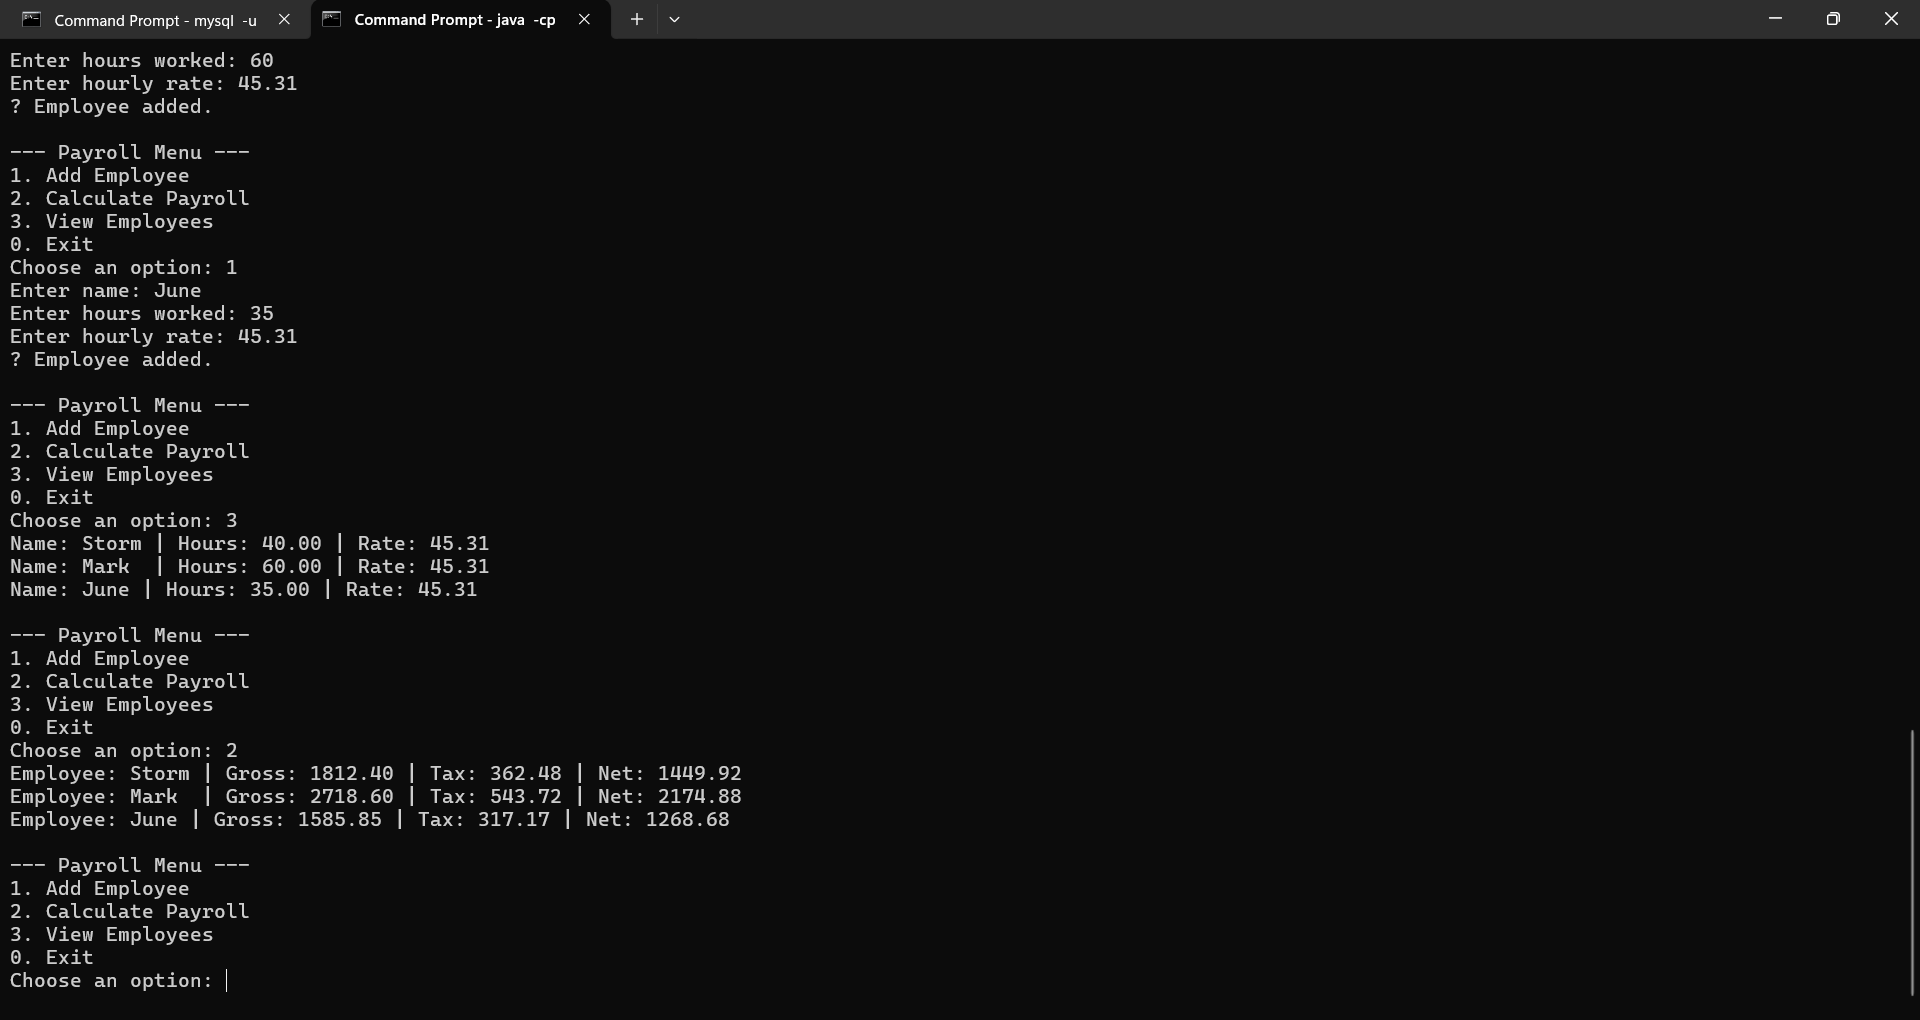 Command Prompt - mysql -u
Command Prompt - java -cp
Enter hours worked: 60
Enter hourly rate: 45.31
? Employee added.
--- Payroll Menu ---
1. Add Employee
2. Calculate Payroll
3. View Employees
0. Exit
Choose an option: 1
Enter name: June
Enter hours worked: 35
Enter hourly rate: 45.31
? Employee added.
--- Payroll Menu ---
1. Add Employee
2. Calculate Payroll
3. View Employees
0. Exit
Choose an option: 3
Name: Storm | Hours: 40.00 | Rate: 45.31
Name: Mark  | Hours: 60.00 | Rate: 45.31
Name: June | Hours: 35.00 | Rate: 45.31
--- Payroll Menu ---
1. Add Employee
2. Calculate Payroll
3. View Employees
0. Exit
Choose an option: 2
Employee: Storm | Gross: 1812.40 | Tax: 362.48 | Net: 1449.92
Employee: Mark  | Gross: 2718.60 | Tax: 543.72 | Net: 2174.88
Employee: June | Gross: 1585.85 | Tax: 317.17 | Net: 1268.68
--- Payroll Menu ---
1. Add Employee
2. Calculate Payroll
3. View Employees
0. Exit
Choose an option: